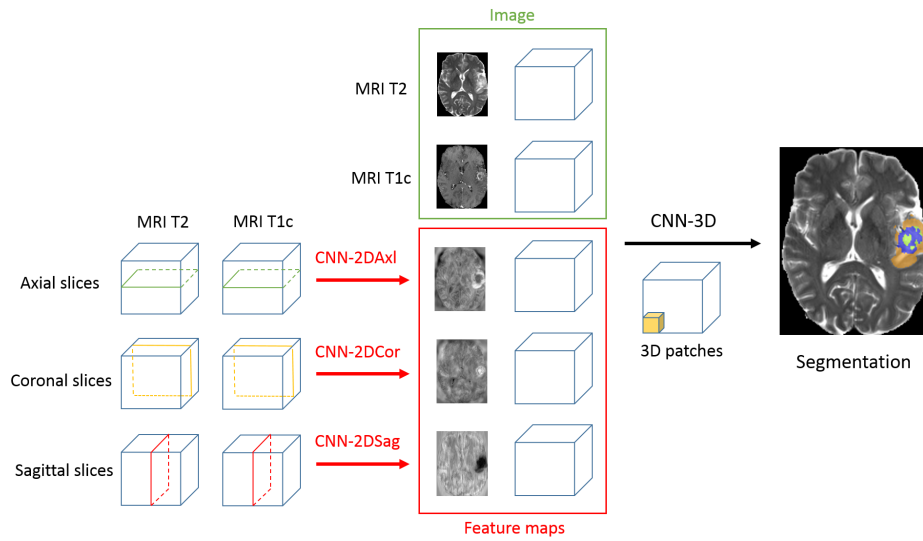 Image
MRI T2
MRI T1c
MRI T2 MRI T1c
CNN-3D
Axial slices
CNN-2DAxl
Coronal slices
CNN-2DCor
3D patches
Segmentation
Sagittal slices
CNN-2DSag
Feature maps